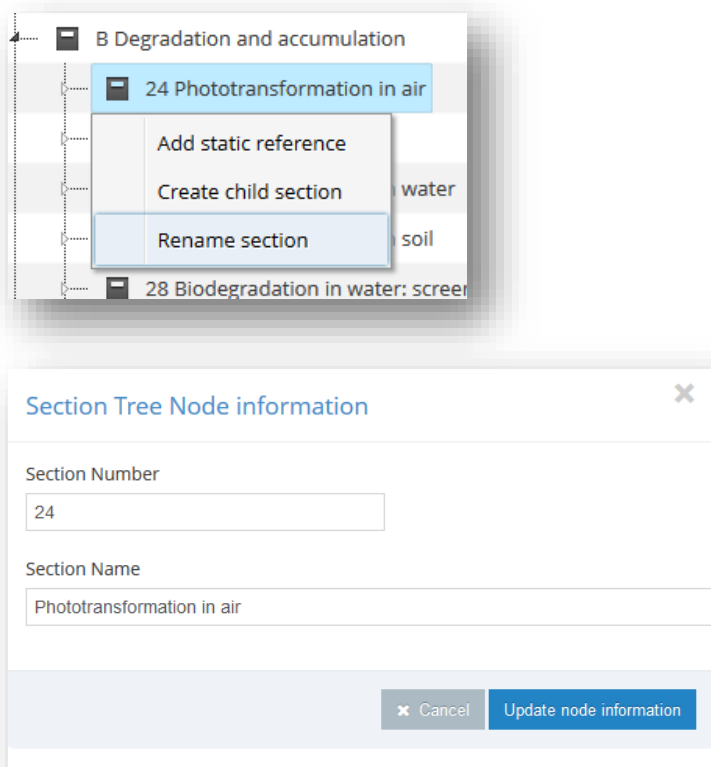 B Degradation and accumulation
24 Phototransformation in air
Add static reference
Create child section
water
Rename section
soil
28 Biodegradation in water: screen
Section Tree Node information
Section Number
24
Section Name
Phototransformation in air
Cancel
Update node information